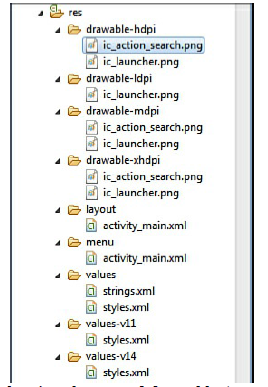 res
drawable-hdpi
ic_action_search.png
ic_launcher.png
drawable-ldpi
ic_launcher.png
drawable-mdpi
ic_action_search.png
ic_launcher.png
drawable-xhdpi
ic_action_search.png
ic_launcher.png
layout
activity_main.xml
menu
activity_main.xml
values
strings.xml
styles.xml
values-v11
styles.xml
values-v14
styles.xml